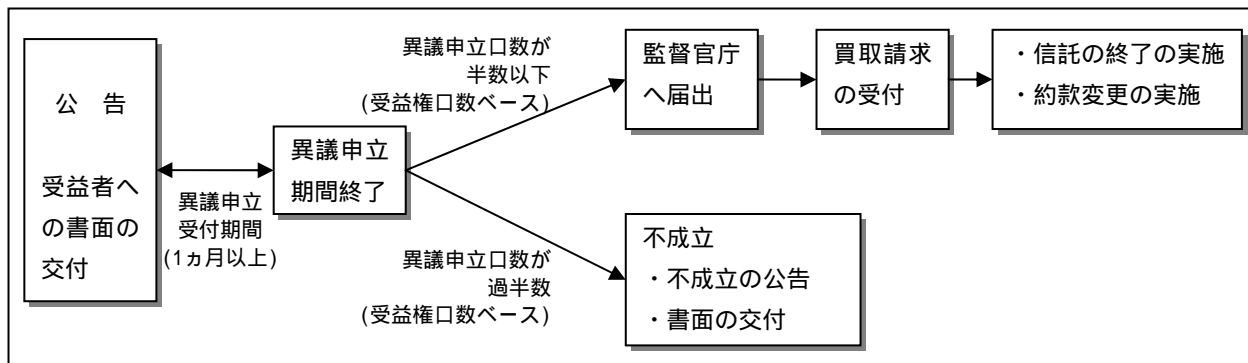 公　告
受益者へ
の書面の
交付
異議申立
受付期間
(1ヵ月以上)
異議申立
期間終了
異議申立口数が
半数以下
(受益権口数ベース)
監督官庁
へ届出
買取請求
の受付
・信託の終了の実施
・約款変更の実施
異議申立口数が
過半数
(受益権口数ベース)
不成立
・不成立の公告
・書面の交付